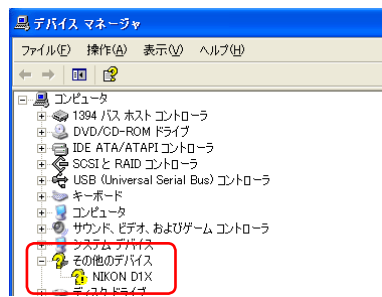 デバイス マネージャ
ファイル(F) 操作(A) 表示(V) ヘルプ(H)
コンピュータ
1394 バス ホスト コントローラ
DVD/CD-ROM ドライブ
IDE ATA/ATAPI コントローラ
SCSI と RAID コントローラ
USB (Universal Serial Bus) コントローラ
キーボード
コンピュータ
サウンド、ビデオ、およびゲーム コントローラ
システム デバイス
その他のデバイス
NIKON D1X
ディスク ドライブ